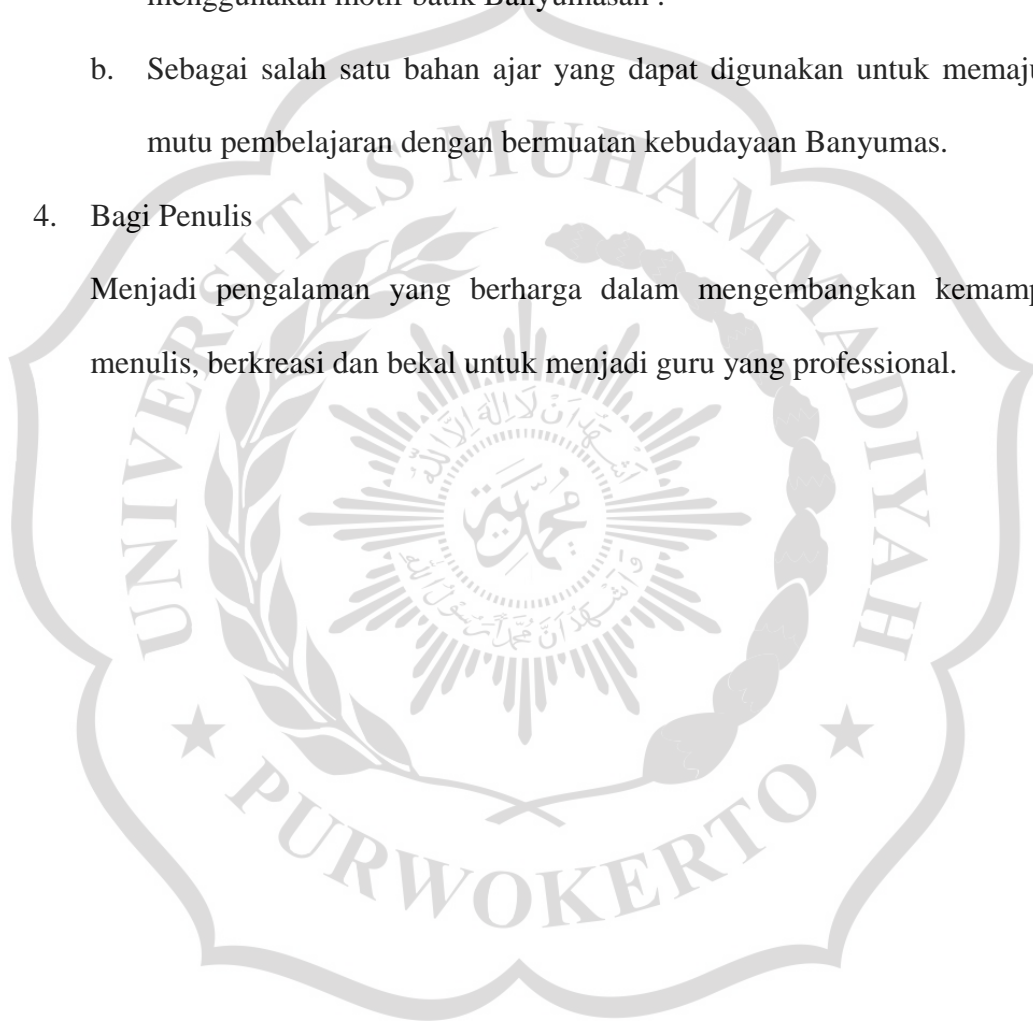 menggunakan motif batik Banyumasan .
b. Sebagai salah satu bahan ajar yang dapat digunakan untuk memaju
mutu pembelajaran dengan bermuatan kebudayaan Banyumas.
4. Bagi Penulis
Menjadi pengalaman yang berharga dalam mengembangkan kemamp
menulis, berkreasi dan bekal untuk menjadi guru yang professional.
UNIVERSITAS MUHAMMADIYAH
PURWOKERTO